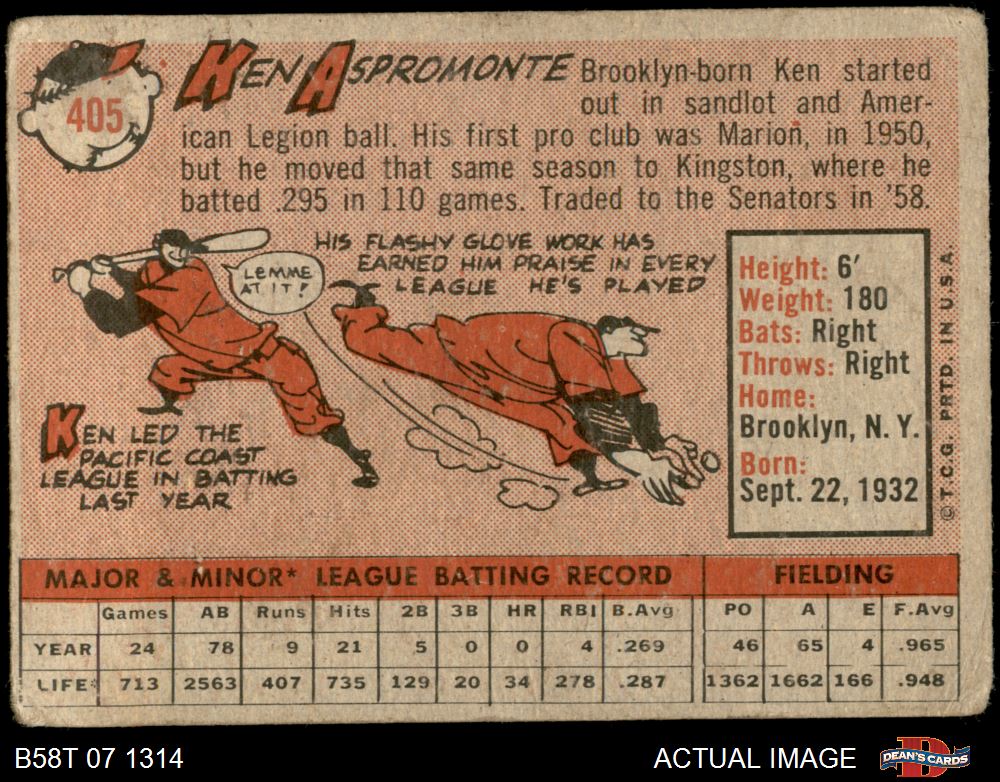 405
KEN ASPROMONTE
Brooklyn-born Ken started
out in sandlot and Amer-
ican Legion ball. His first pro club was Marion, in 1950,
but he moved that same season to Kingston, where he
batted .295 in 110 games. Traded to the Senators in '58.
LEMME
AT IT!
HIS FLASHY GLOVE WORK HAS
EARNED HIM PRAISE IN EVERY
LEAGUE HE'S PLAYED
KEN LED THE
PACIFIC COAST
LEAGUE IN BATTING
LAST YEAR
Height: 6'
Weight: 180
Bats: Right
Throws: Right
Home:
Brooklyn, N. Y.
Born:
Sept. 22, 1932
© T.C.G. PRTD. IN U.S.A.
MAJOR & MINOR* LEAGUE BATTING RECORD FIELDING
Games AB Runs Hits 2B 3B HR RBI B.Avg PO A E F.Avg
YEAR 24 78 9 21 5 0 0 4 .269 46 65 4 .965
LIFE* 713 2563 407 735 129 20 34 278 .287 1362 1662 166 .948
B58T 07 1314
ACTUAL IMAGE
DEAN'S CARDS